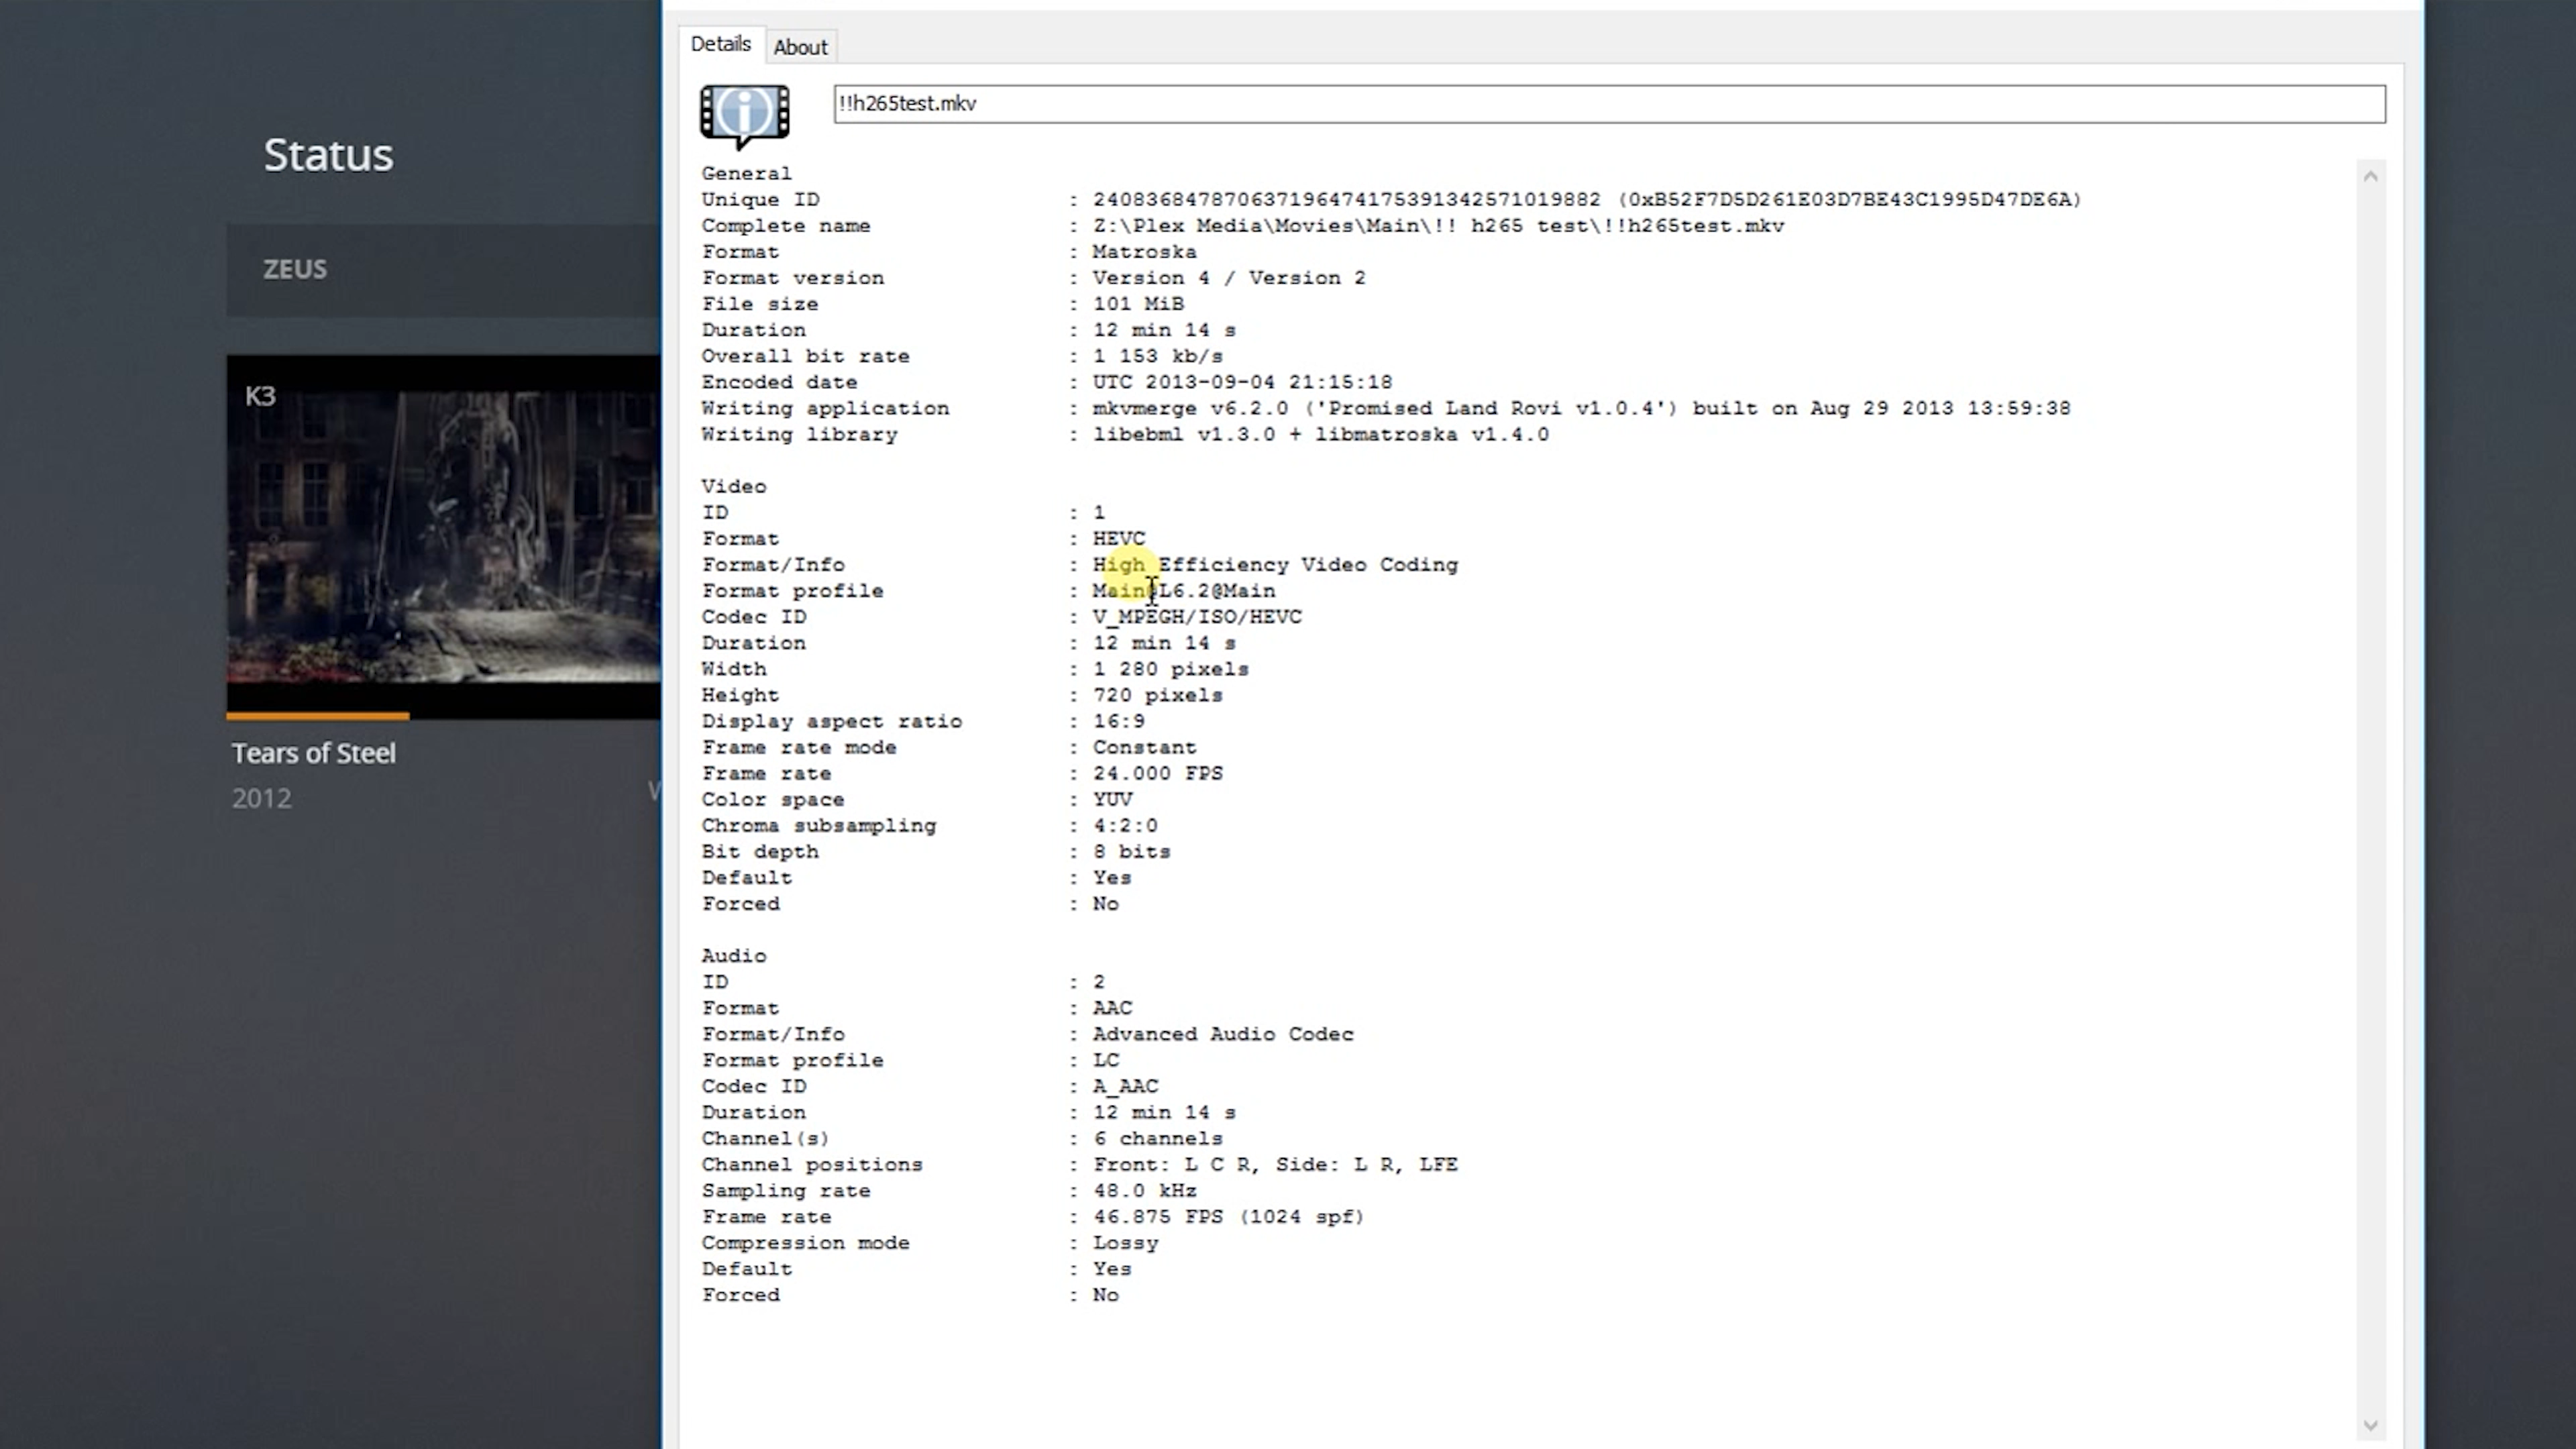 Status
ZEUS
K3
Tears of Steel
2012
Details
About
!!h265test.mkv
General
Unique ID : 240836847870637196474175391342571019882 (0xB52F7D5D261E03D7BE43C1995D47DE6A)
Complete name : Z:\Plex Media\Movies\Main\!! h265 test\!!h265test.mkv
Format : Matroska
Format version : Version 4 / Version 2
File size : 101 MiB
Duration : 12 min 14 s
Overall bit rate : 1 153 kb/s
Encoded date : UTC 2013-09-04 21:15:18
Writing application : mkvmerge v6.2.0 ('Promised Land Rovi v1.0.4') built on Aug 29 2013 13:59:38
Writing library : libebml v1.3.0 + libmatroska v1.4.0
Video
ID : 1
Format : HEVC
Format/Info : High Efficiency Video Coding
Format profile : Main@L6.2@Main
Codec ID : V_MPEGH/ISO/HEVC
Duration : 12 min 14 s
Width : 1 280 pixels
Height : 720 pixels
Display aspect ratio : 16:9
Frame rate mode : Constant
Frame rate : 24.000 FPS
Color space : YUV
Chroma subsampling : 4:2:0
Bit depth : 8 bits
Default : Yes
Forced : No
Audio
ID : 2
Format : AAC
Format/Info : Advanced Audio Codec
Format profile : LC
Codec ID : A_AAC
Duration : 12 min 14 s
Channel(s) : 6 channels
Channel positions : Front: L C R, Side: L R, LFE
Sampling rate : 48.0 kHz
Frame rate : 46.875 FPS (1024 spf)
Compression mode : Lossy
Default : Yes
Forced : No